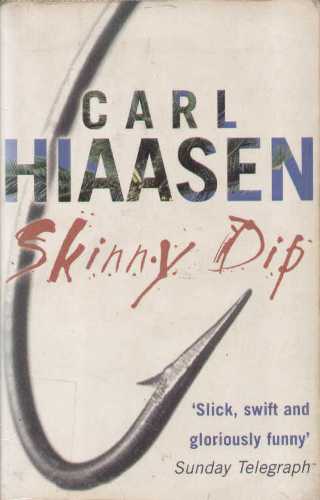 CARL
HIAASEN
Skinny Dip
'Slick, swift and
gloriously funny'
Sunday Telegraph